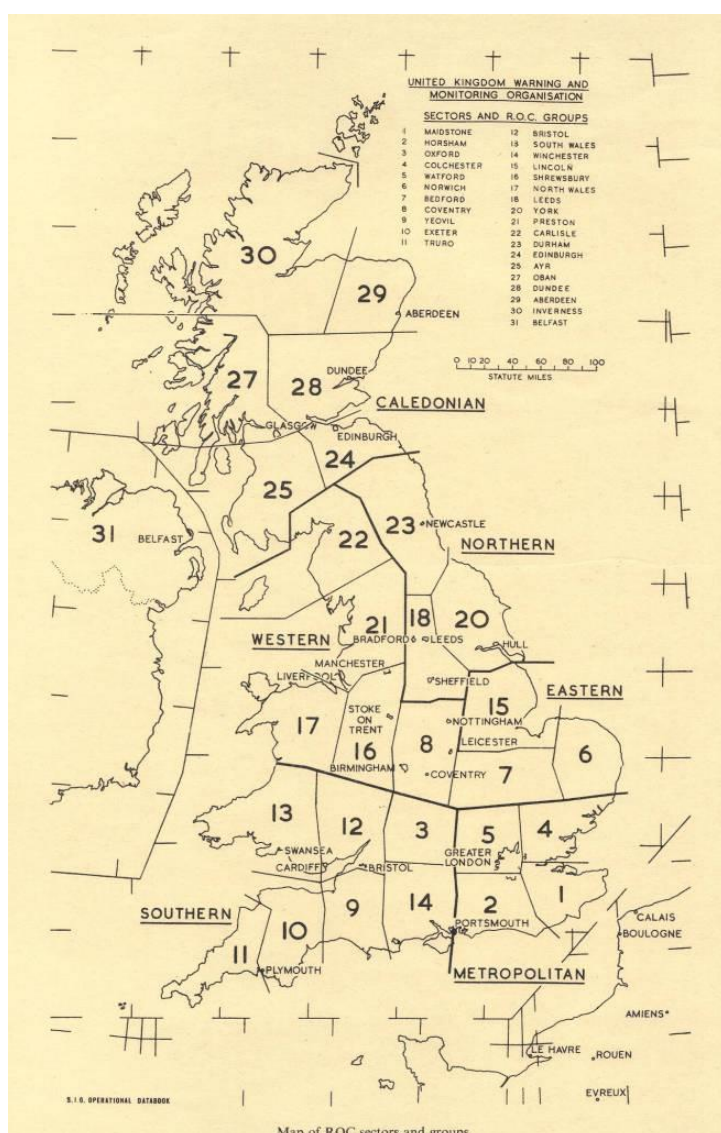 UNITED KINGDOM WARNING AND
MONITORING ORGANISATION
SECTORS AND R.O.C. GROUPS
1 MAIDSTONE
2 HORSHAM
3 OXFORD
4 COLCHESTER
5 WATFORD
6 NORWICH
7 BEDFORD
8 COVENTRY
9 YEOVIL
10 EXETER
11 TRURO
12 BRISTOL
13 SOUTH WALES
14 WINCHESTER
15 LINCOLN
16 SHREWSBURY
17 NORTH WALES
18 LEEDS
20 YORK
21 PRESTON
22 CARLISLE
23 DURHAM
24 EDINBURGH
25 AYR
27 OBAN
28 DUNDEE
29 ABERDEEN
30 INVERNESS
31 BELFAST
30
29
ABERDEEN
0 10 20 40 60 80 100
STATUTE MILES
27
28
DUNDEE
CALEDONIAN
GLASGOW
EDINBURGH
24
25
31
BELFAST
22
23
NEWCASTLE
NORTHERN
21
18
20
WESTERN
BRADFORD
LEEDS
HULL
MANCHESTER
LIVERPOOL
SHEFFIELD
EASTERN
17
STOKE
ON
TRENT
16
15
NOTTINGHAM
8
LEICESTER
6
BIRMINGHAM
COVENTRY
7
13
12
3
5
4
SWANSEA
CARDIFF
BRISTOL
GREATER
LONDON
SOUTHERN
10
9
14
2
1
PORTSMOUTH
CALAIS
BOULOGNE
11
PLYMOUTH
METROPOLITAN
AMIENS
LE HAVRE
ROUEN
EVREUX
S.I.O. OPERATIONAL DATABOOK
Map of ROC sectors and groups